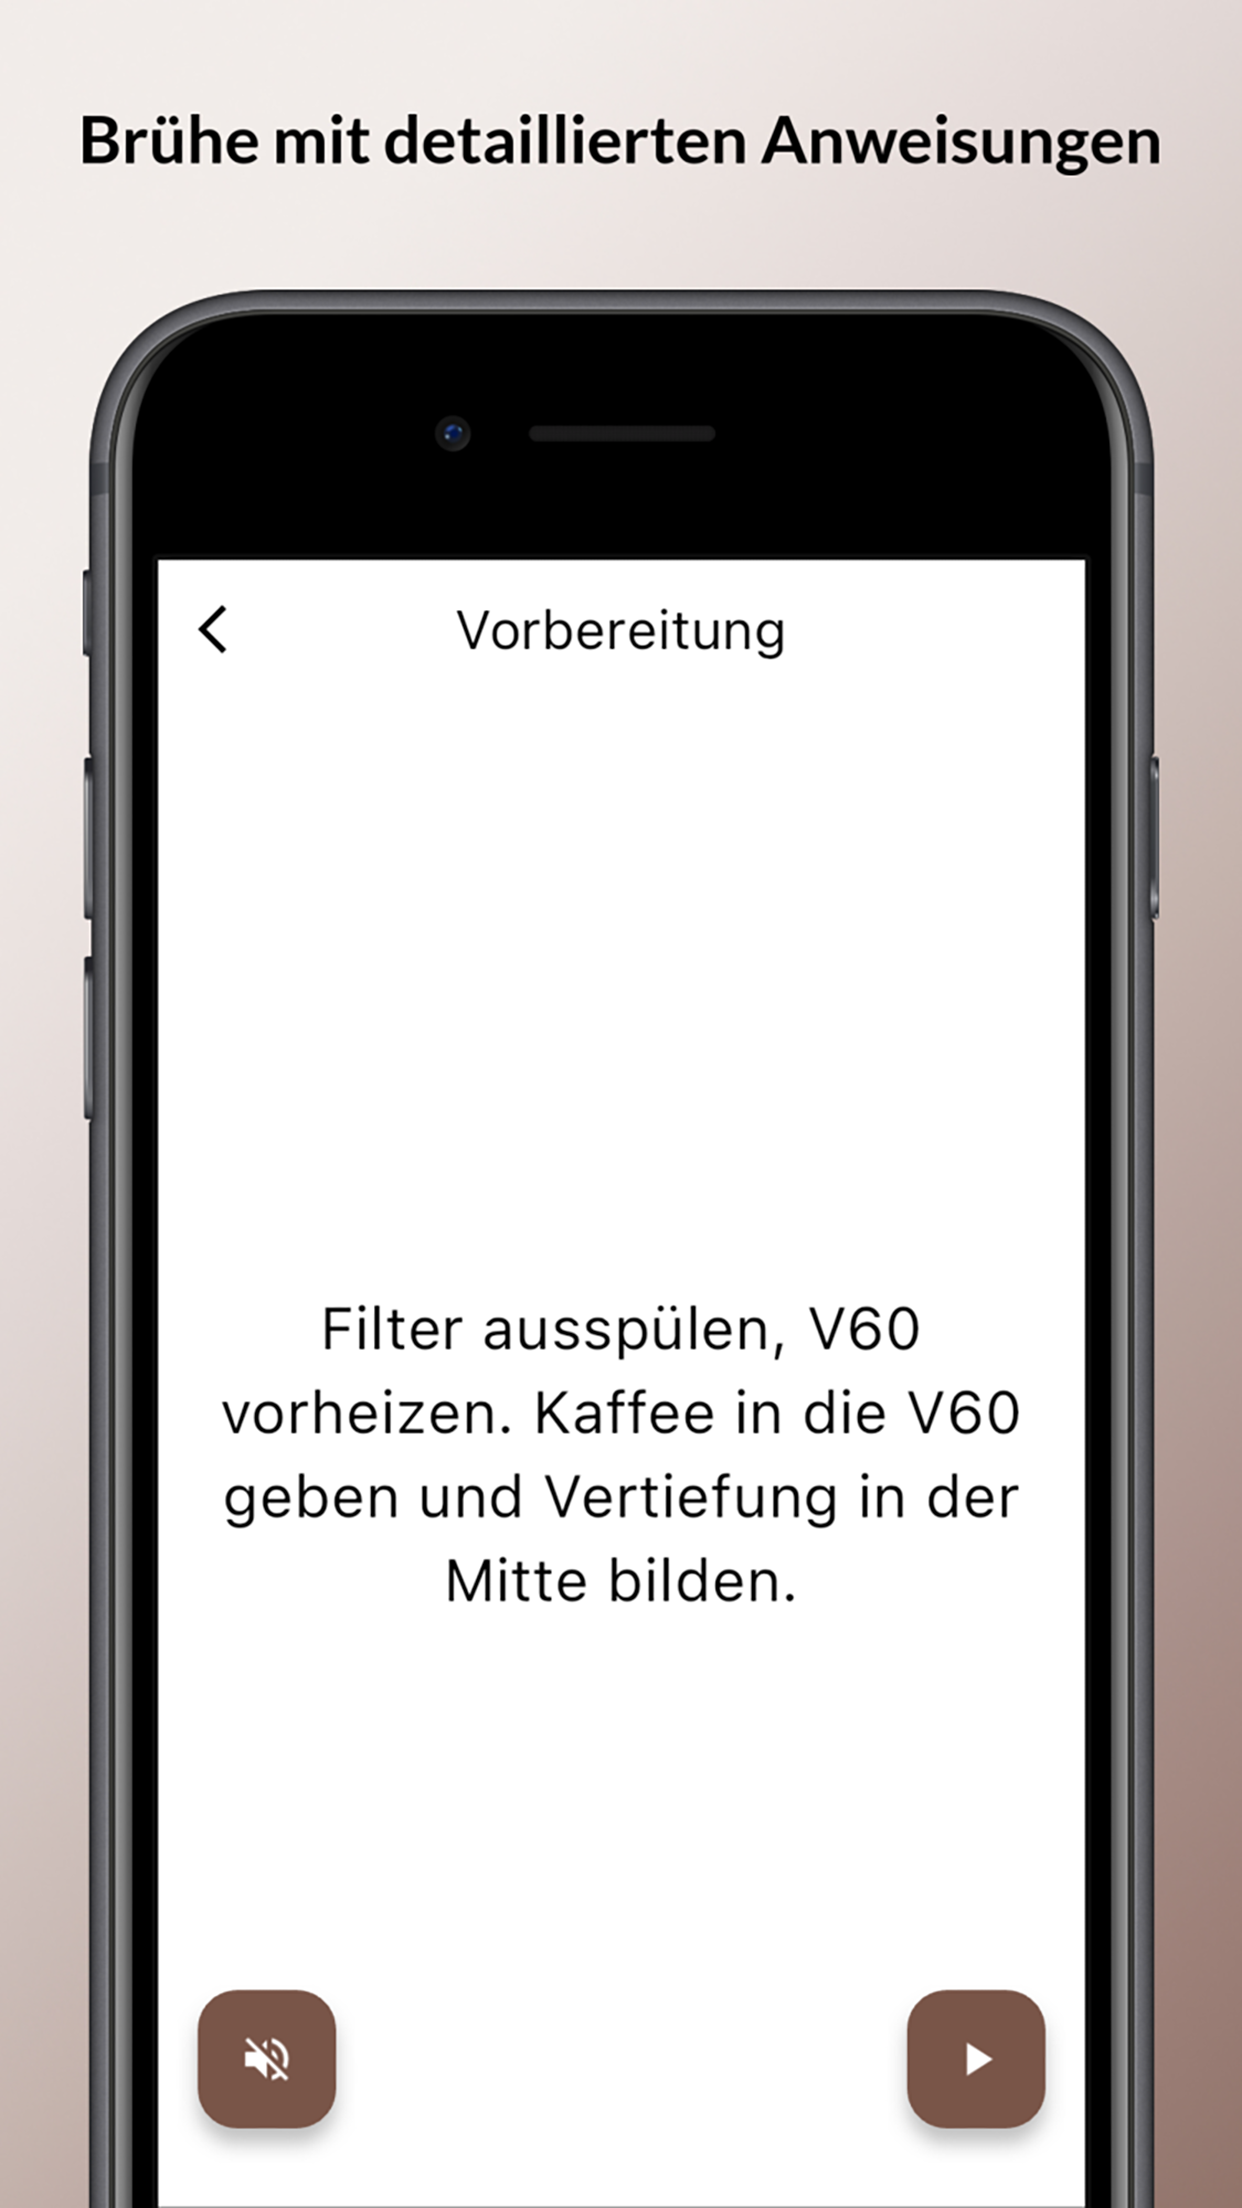 Brühe mit detaillierten Anweisungen
Vorbereitung
Filter ausspülen, V60
vorheizen. Kaffee in die V60
geben und Vertiefung in der
Mitte bilden.